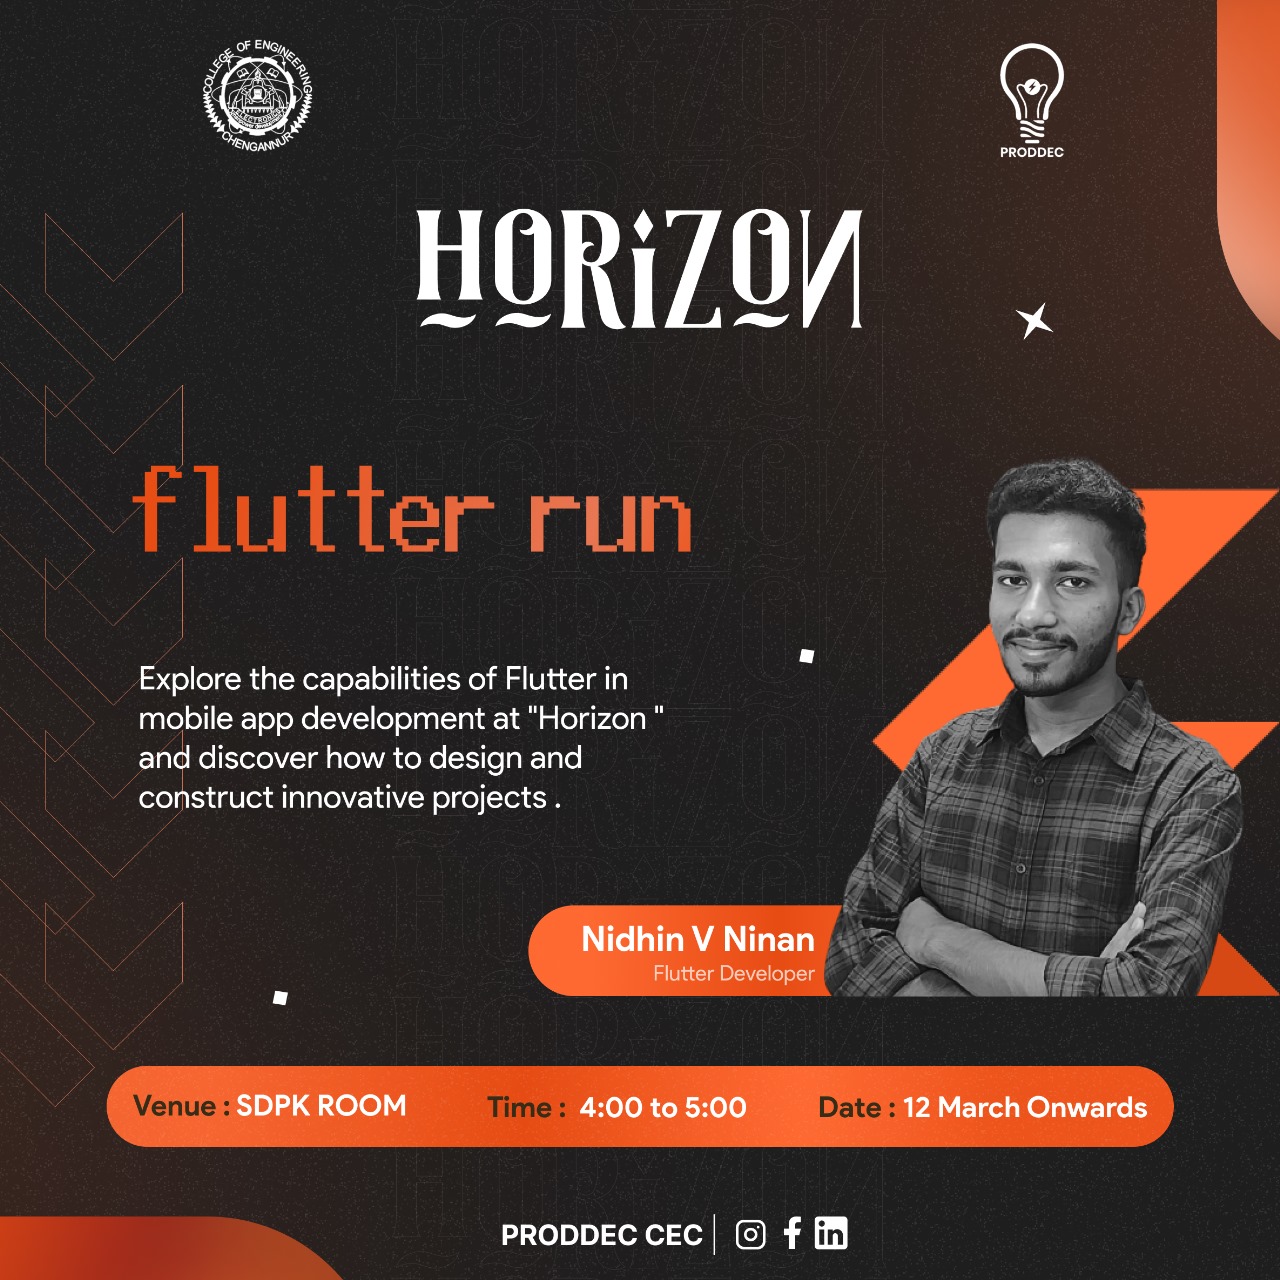 COLLEGE OF ENGINEERING
ELECTRONICS
CHENGANNUR
PRODDEC
HORiZON
flutter run
Explore the capabilities of Flutter in
mobile app development at "Horizon "
and discover how to design and
construct innovative projects .
Nidhin V Ninan
Flutter Developer
Venue : SDPK ROOM Time : 4:00 to 5:00 Date : 12 March Onwards
PRODDEC CEC